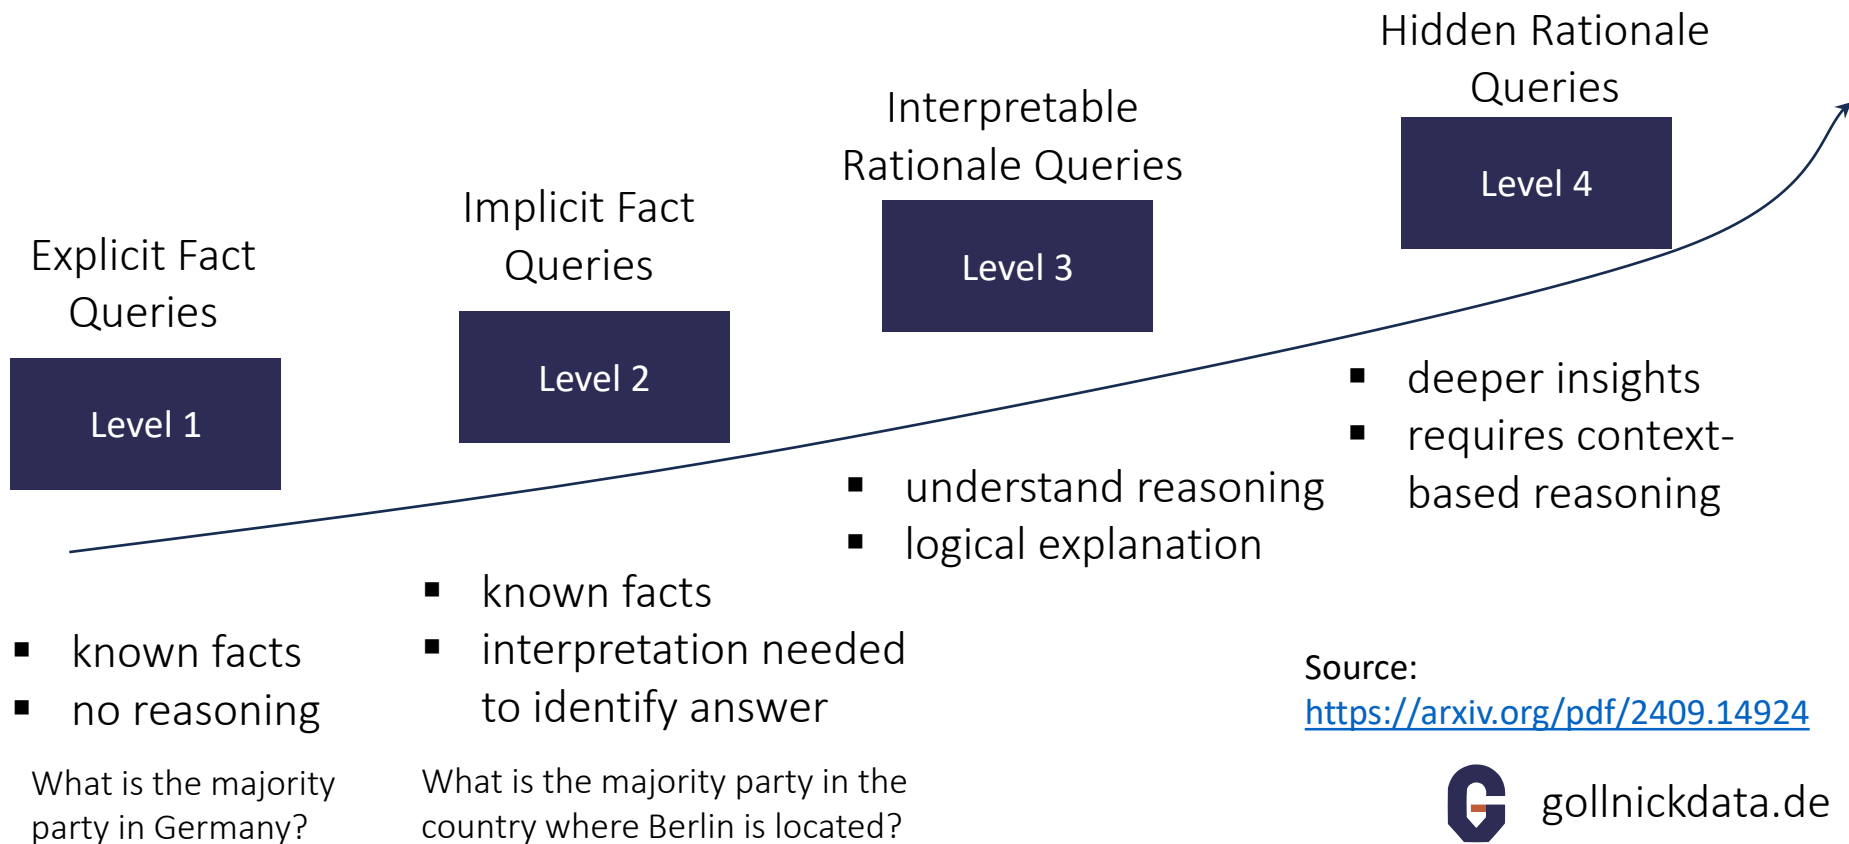 Explicit Fact
Queries
Level 1
▪ known facts
▪ no reasoning
What is the majority
party in Germany?
Implicit Fact
Queries
Level 2
▪ known facts
▪ interpretation needed
to identify answer
What is the majority party in the
country where Berlin is located?
Interpretable
Rationale Queries
Level 3
▪ understand reasoning
▪ logical explanation
Hidden Rationale
Queries
Level 4
▪ deeper insights
▪ requires context-
based reasoning
Source:
https://arxiv.org/pdf/2409.14924
gollnickdata.de